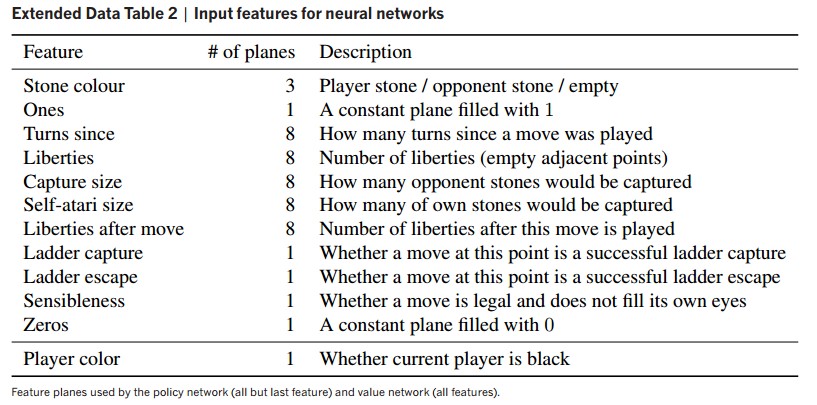 Extended Data Table 2 | Input features for neural networks
Feature # of planes Description
Stone colour 3 Player stone / opponent stone / empty
Ones 1 A constant plane filled with 1
Turns since 8 How many turns since a move was played
Liberties 8 Number of liberties (empty adjacent points)
Capture size 8 How many opponent stones would be captured
Self-atari size 8 How many of own stones would be captured
Liberties after move 8 Number of liberties after this move is played
Ladder capture 1 Whether a move at this point is a successful ladder capture
Ladder escape 1 Whether a move at this point is a successful ladder escape
Sensibleness 1 Whether a move is legal and does not fill its own eyes
Zeros 1 A constant plane filled with 0
Player color 1 Whether current player is black
Feature planes used by the policy network (all but last feature) and value network (all features).